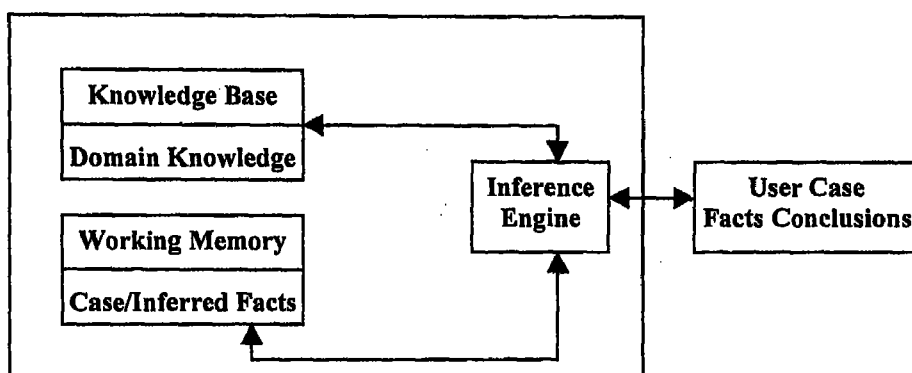 Knowledge Base
Domain Knowledge
Working Memory
Case/Inferred Facts
Inference
Engine
User Case
Facts Conclusions